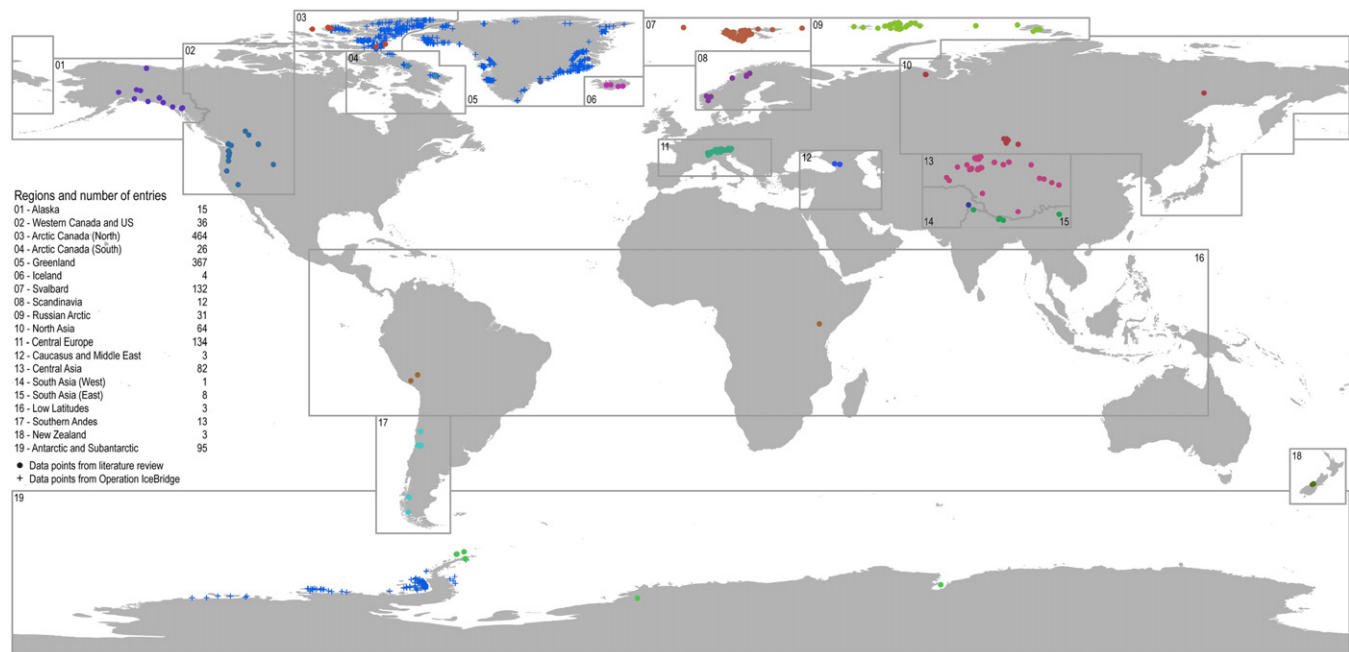 03
07
09
02
01
04
08
10
05
06
11
12
13
14
15
Regions and number of entries
01 - Alaska 15
02 - Western Canada and US 36
03 - Arctic Canada (North) 464
04 - Arctic Canada (South) 26
05 - Greenland 367
06 - Iceland 4
07 - Svalbard 132
08 - Scandinavia 12
09 - Russian Arctic 31
10 - North Asia 64
11 - Central Europe 134
12 - Caucasus and Middle East 3
13 - Central Asia 82
14 - South Asia (West) 1
15 - South Asia (East) 8
16 - Low Latitudes 3
17 - Southern Andes 13
18 - New Zealand 3
19 - Antarctic and Subantarctic 95
Data points from literature review
Data points from Operation IceBridge
16
17
18
19